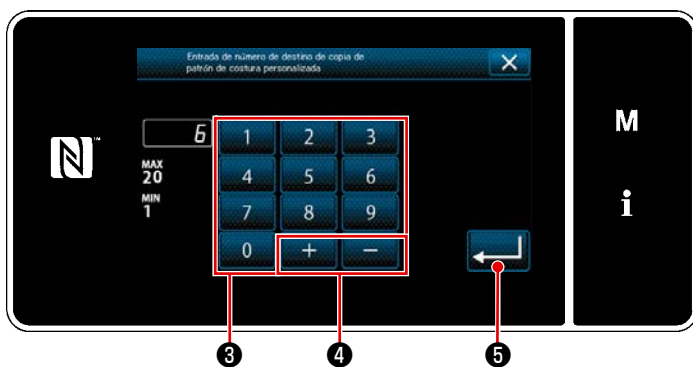 Entrada de número de destino de copia de
patrón de costura personalizada
6
MAX
20
MIN
1
1 2 3
4 5 6
7 8 9
0 + −
N™
M
i
❸ ❹ ❺